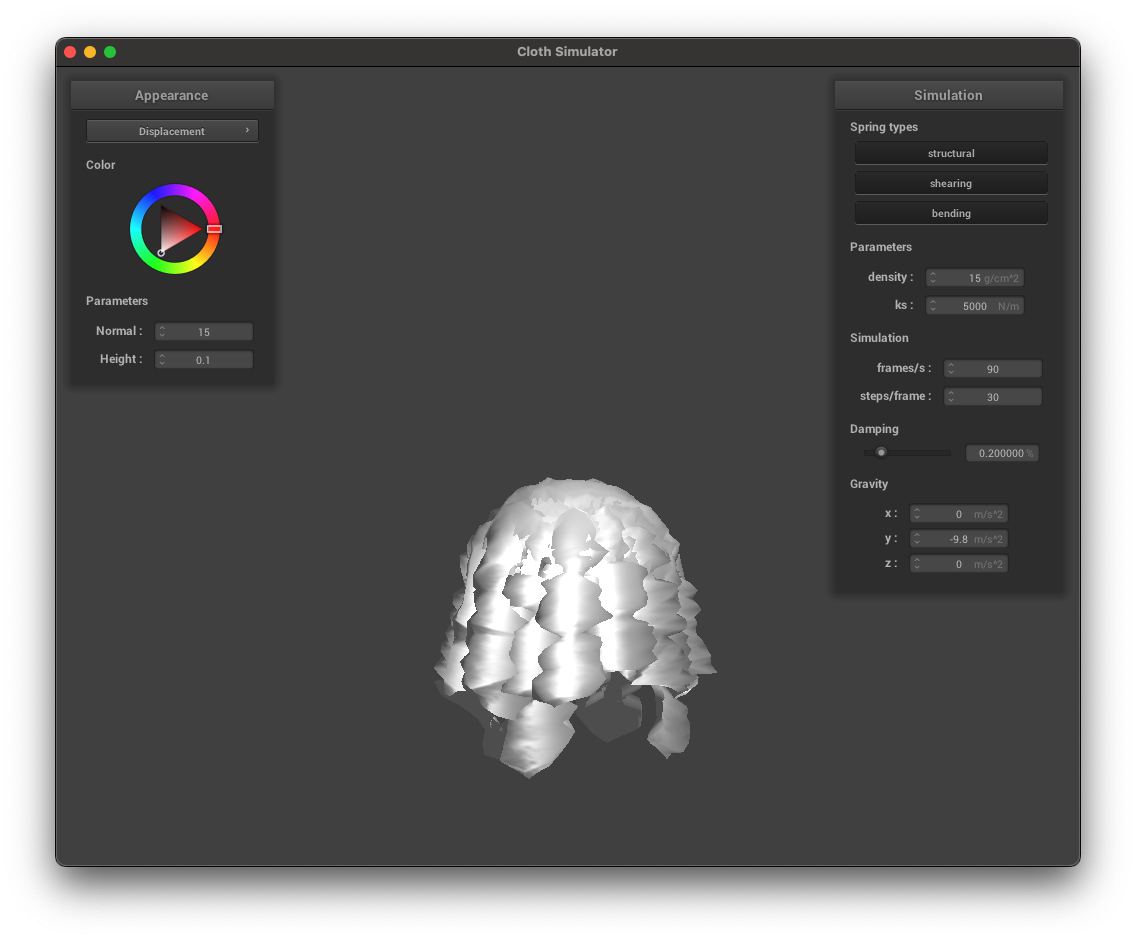 Cloth Simulator
Appearance
Displacement ›
Color
Parameters
Normal : 15
Height : 0.1
Simulation
Spring types
structural
shearing
bending
Parameters
density : 15 g/cm^2
ks : 5000 N/m
Simulation
frames/s : 90
steps/frame : 30
Damping
0.200000 %
Gravity
x : 0 m/s^2
y : -9.8 m/s^2
z : 0 m/s^2